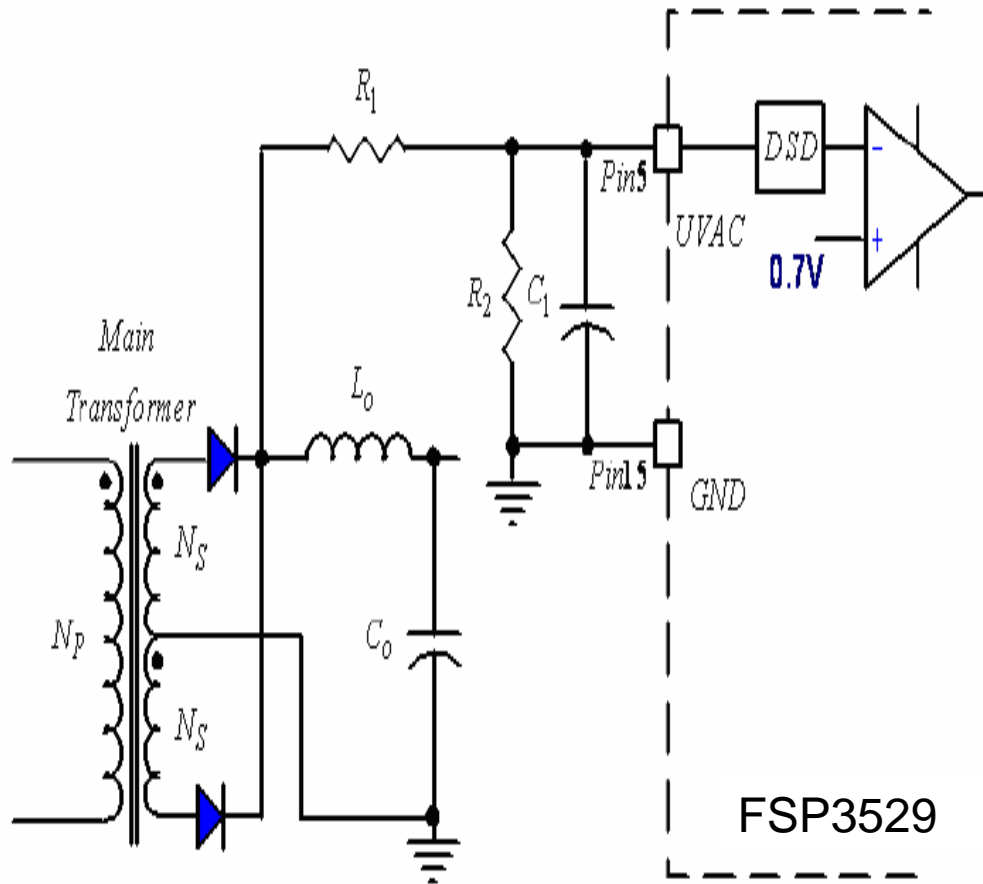 R1
DSD
-
Pin5
UVAC
+
0.7V
R2
C1
Main
Transformer
Lo
Pin15
GND
NS
NP
Co
NS
FSP3529